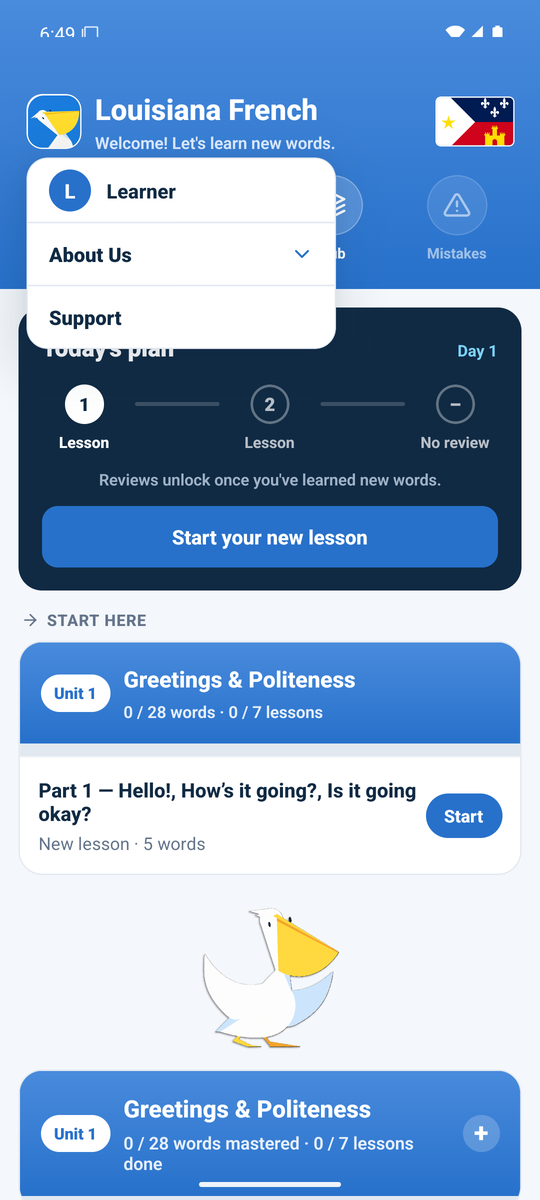 Louisiana French
Welcome! Let's learn new words.
L
Learner
About Us
Support
Mistakes
Today's plan
Day 1
1
2
Lesson
Lesson
No review
Reviews unlock once you've learned new words.
Start your new lesson
START HERE
Unit 1
Greetings & Politeness
0 / 28 words · 0 / 7 lessons
Part 1 — Hello!, How’s it going?, Is it going
okay?
New lesson · 5 words
Start
Unit 1
Greetings & Politeness
0 / 28 words mastered · 0 / 7 lessons
done